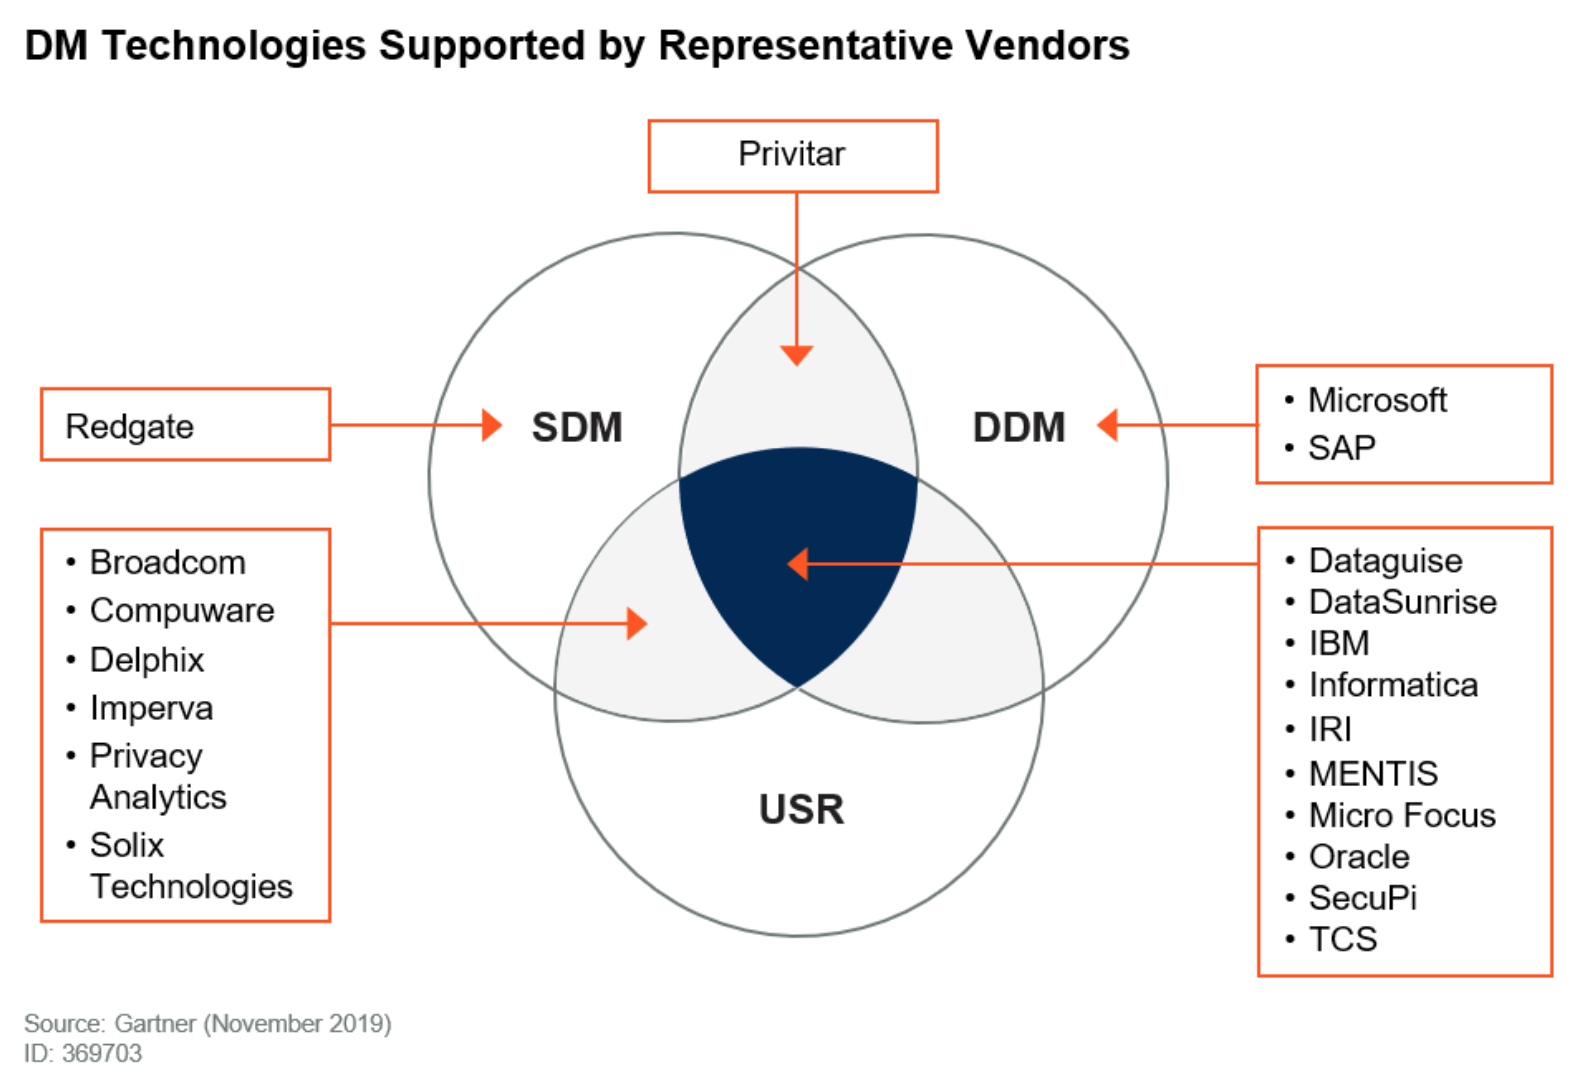 DM Technologies Supported by Representative Vendors
Privitar
Redgate
SDM
DDM
• Microsoft
• SAP
• Broadcom
• Compuware
• Delphix
• Imperva
• Privacy
Analytics
• Solix
Technologies
• Dataguise
• DataSunrise
• IBM
• Informatica
• IRI
• MENTIS
• Micro Focus
• Oracle
• SecuPi
• TCS
USR
Source: Gartner (November 2019)
ID: 369703